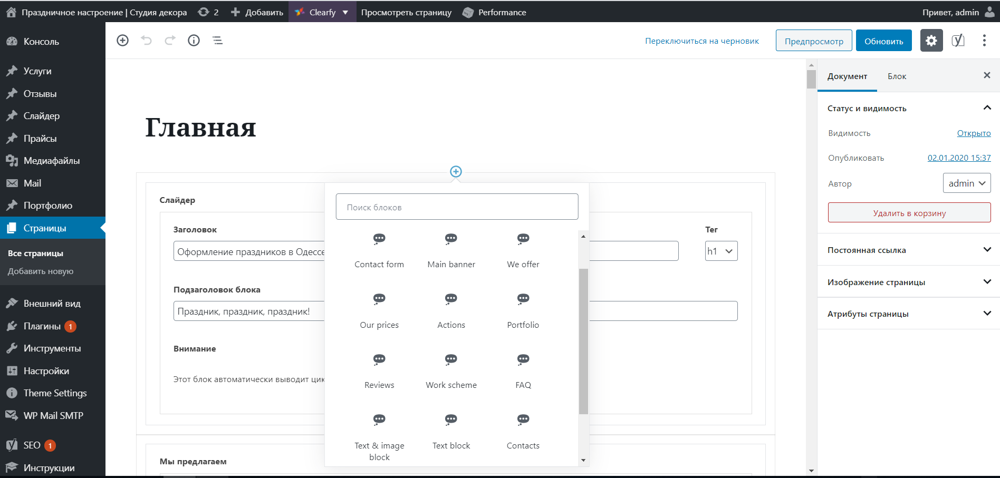 Праздничное настроение | Студия декора
2
Добавить
Clearfy
Просмотреть страницу
Performance
Привет, admin
Консоль
Услуги
Отзывы
Слайдер
Прайсы
Медиафайлы
Mail
Портфолио
Страницы
Все страницы
Добавить новую
Внешний вид
Плагины 1
Инструменты
Настройки
Theme Settings
WP Mail SMTP
SEO 1
Инструкции
Переключиться на черновик
Предпросмотр
Обновить
Главная
Слайдер
Заголовок
Оформление праздников в Одессе
Тег
h1
Подзаголовок блока
Праздник, праздник, праздник!
Внимание
Этот блок автоматически выводит
Мы предлагаем
Поиск блоков
Contact form
Main banner
We offer
Our prices
Actions
Portfolio
Reviews
Work scheme
FAQ
Text & image
block
Text block
Contacts
Документ
Блок
Статус и видимость
Видимость
Открыто
Опубликовать
02.01.2020 15:37
Автор
admin
Удалить в корзину
Постоянная ссылка
Изображение страницы
Атрибуты страницы